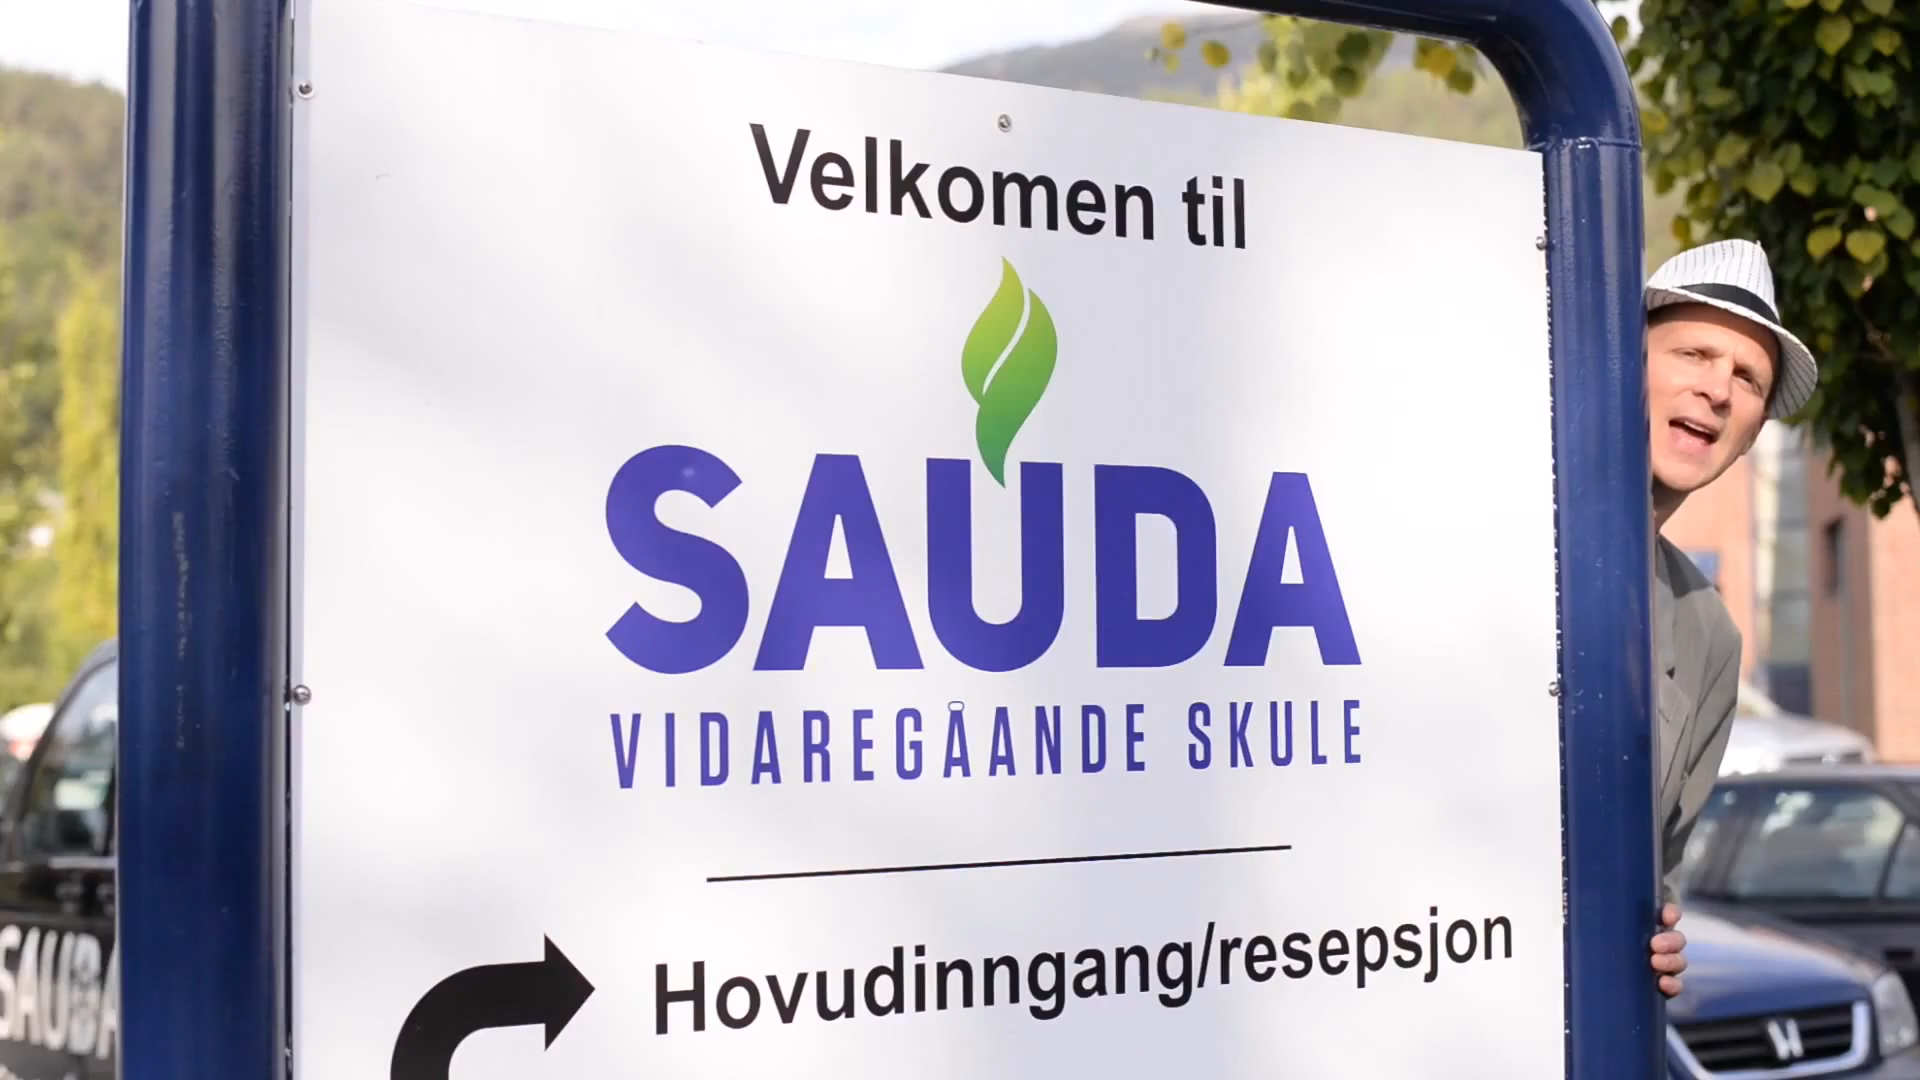 Velkomen til
SAUDA
VIDAREGÅANDE SKULE
Hovudinngang/resepsjon
SAUDA